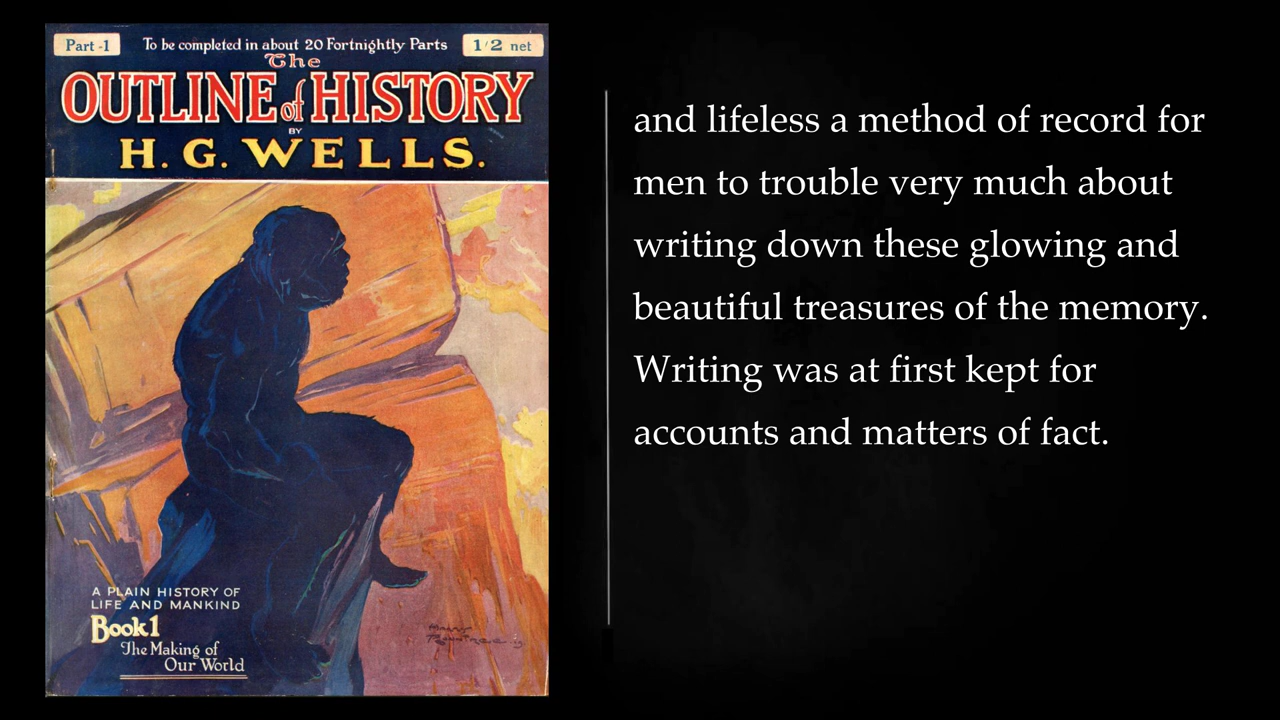 Part -1
To be completed in about 20 Fortnightly Parts
1/2 net
The
OUTLINE of HISTORY
BY
H. G. WELLS.
A PLAIN HISTORY OF
LIFE AND MANKIND
Book 1
The Making of
Our World
and lifeless a method of record for
men to trouble very much about
writing down these glowing and
beautiful treasures of the memory.
Writing was at first kept for
accounts and matters of fact.